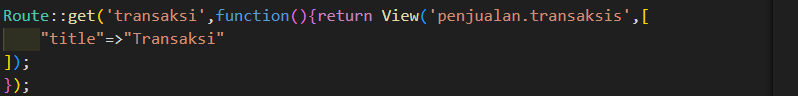 Route::get('transaksi',function(){return View('penjualan.transaksis',[
    "title"=>"Transaksi"
]);
});